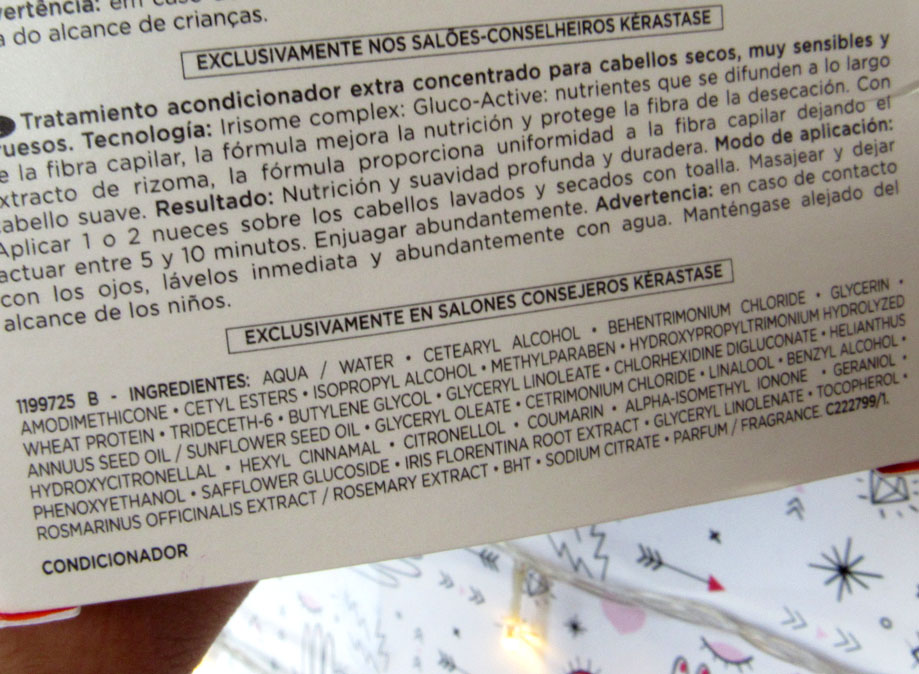 vertência: em
a do alcance de crianças.
EXCLUSIVAMENTE NOS SALÕES-CONSELHEIROS KÉRASTASE
Tratamiento acondicionador extra concentrado para cabellos secos, muy sensibles y
ruesos. Tecnología: Irisome complex: Gluco-Active: nutrientes que se difunden a lo largo
e la fibra capilar, la fórmula mejora la nutrición y protege la fibra de la desecación. Con
xtracto de rizoma, la fórmula proporciona uniformidad a la fibra capilar dejando el
cabello suave. Resultado: Nutrición y suavidad profunda y duradera. Modo de aplicación:
Aplicar 1 o 2 nueces sobre los cabellos lavados y secados con toalla. Masajear y dejar
actuar entre 5 y 10 minutos. Enjuagar abundantemente. Advertencia: en caso de contacto
con los ojos, lávelos inmediata y abundantemente con agua. Manténgase alejado del
alcance de los niños.
EXCLUSIVAMENTE EN SALONES CONSEJEROS KÉRASTASE
1199725 B - INGREDIENTES: AQUA / WATER • CETEARYL ALCOHOL • BEHENTRIMONIUM CHLORIDE • GLYCERIN •
AMODIMETHICONE • CETYL ESTERS • ISOPROPYL ALCOHOL • METHYLPARABEN • HYDROXYPROPYLTRIMONIUM HYDROLYZED
WHEAT PROTEIN • TRIDECETH-6 • BUTYLENE GLYCOL • GLYCERYL LINOLEATE • CHLORHEXIDINE DIGLUCONATE • HELIANTHUS
ANNUUS SEED OIL / SUNFLOWER SEED OIL • GLYCERYL OLEATE • CETRIMONIUM CHLORIDE • LINALOOL • BENZYL ALCOHOL •
HYDROXYCITRONELLAL • HEXYL CINNAMAL • CITRONELLOL • COUMARIN • ALPHA-ISOMETHYL IONONE • GERANIOL •
PHENOXYETHANOL • SAFFLOWER GLUCOSIDE • IRIS FLORENTINA ROOT EXTRACT • GLYCERYL LINOLENATE • TOCOPHEROL •
ROSMARINUS OFFICINALIS EXTRACT / ROSEMARY EXTRACT • BHT • SODIUM CITRATE • PARFUM / FRAGRANCE. C222799/1.
CONDICIONADOR